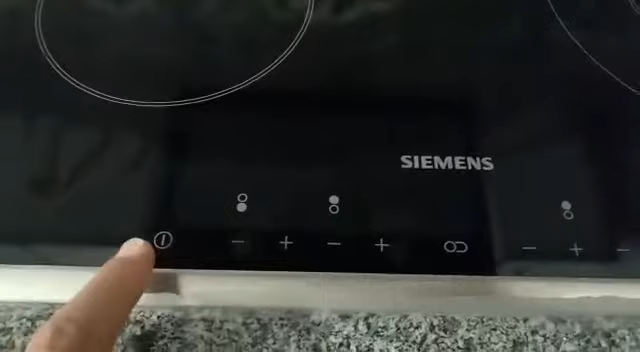 SIEMENS
− + − + − + −